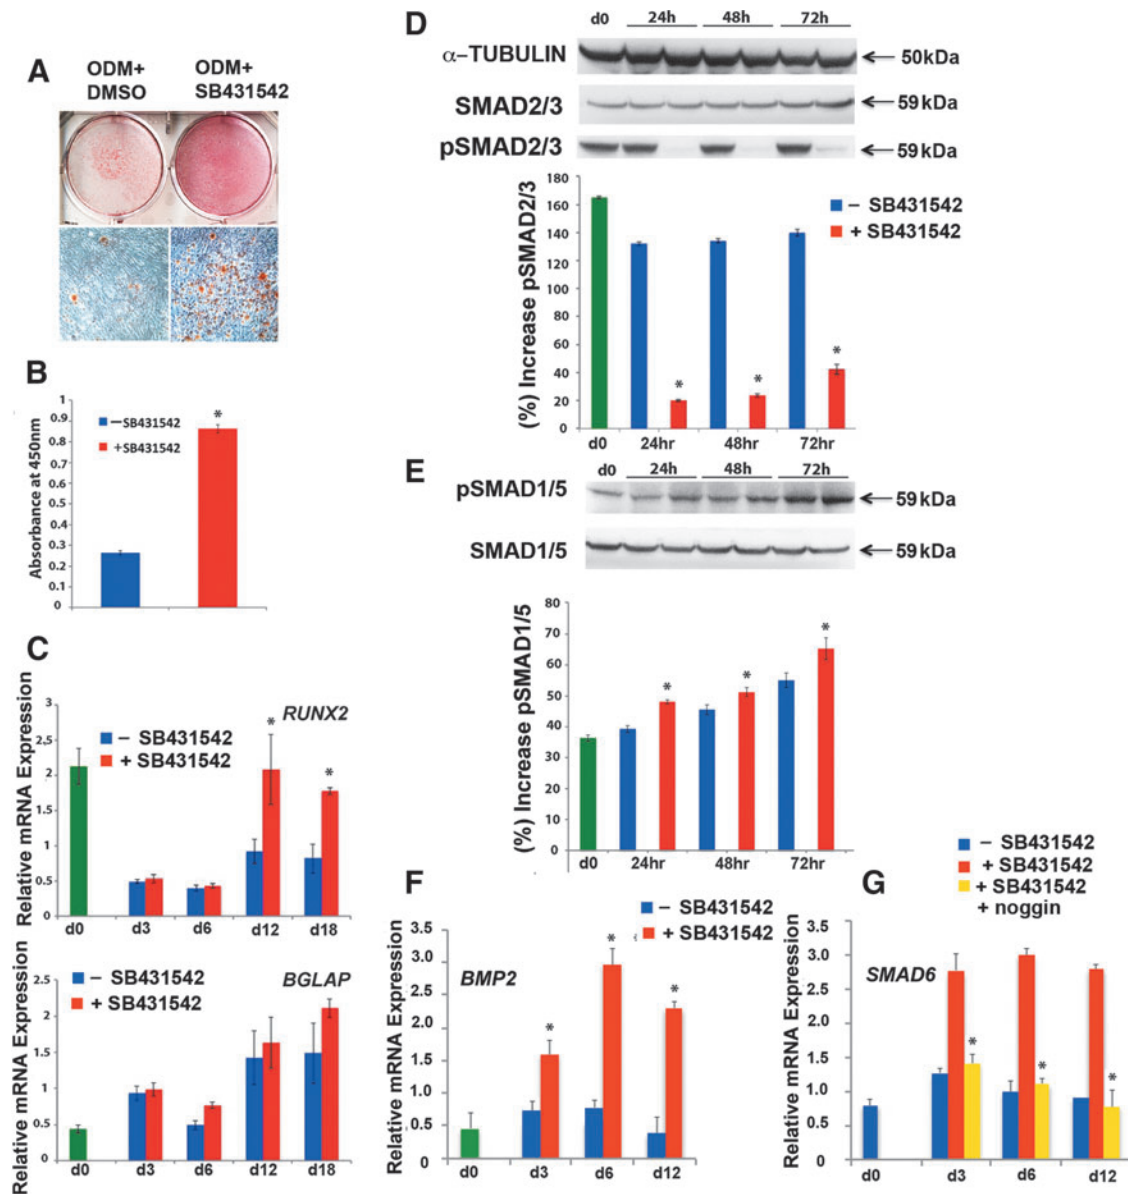 A
ODM+
DMSO
ODM+
SB431542
B
Absorbance at 450nm
1
0.9
0.8
0.7
0.6
0.5
0.4
0.3
0.2
0.1
0
—SB431542
+SB431542
*
C
Relative mRNA Expression
3
2.5
2
1.5
1
0.5
0
RUNX2
– SB431542
+ SB431542
*
*
d0 d3 d6 d12 d18
Relative mRNA Expression
2.5
2
1.5
1
0.5
0
BGLAP
– SB431542
+ SB431542
d0 d3 d6 d12 d18
D
d0 24h 48h 72h
α–TUBULIN
50kDa
SMAD2/3
59kDa
pSMAD2/3
59kDa
(%) Increase pSMAD2/3
180
160
140
120
100
80
60
40
20
0
– SB431542
+ SB431542
* * *
d0 24hr 48hr 72hr
E
d0 24h 48h 72h
pSMAD1/5
59kDa
SMAD1/5
59kDa
(%) Increase pSMAD1/5
80
70
60
50
40
30
20
10
0
* * *
d0 24hr 48hr 72hr
F
Relative mRNA Expression
3.5
3.0
2.5
2.0
1.5
1.0
0.5
0
BMP2
– SB431542
+ SB431542
* * *
d0 d3 d6 d12
G
– SB431542
+ SB431542
+ SB431542
+ noggin
Relative mRNA Expression
3.5
3.0
2.5
2.0
1.5
1.0
0.5
0
SMAD6
* * *
d0 d3 d6 d12